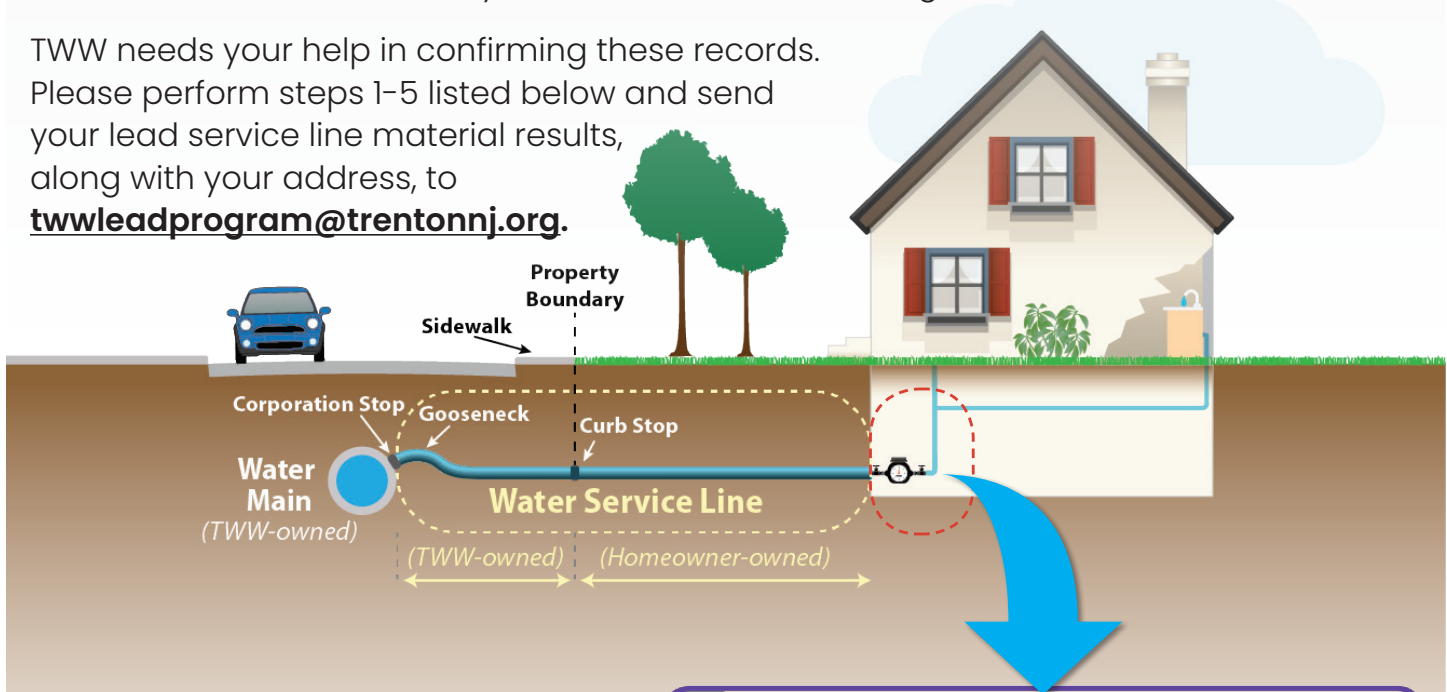 TWW needs your help in confirming these records.
Please perform steps 1-5 listed below and send
your lead service line material results,
along with your address, to
twwleadprogram@trentonnj.org.
Property
Boundary
Sidewalk
Corporation Stop
Gooseneck
Curb Stop
Water
Main
(TWW-owned)
Water Service Line
(TWW-owned)
(Homeowner-owned)